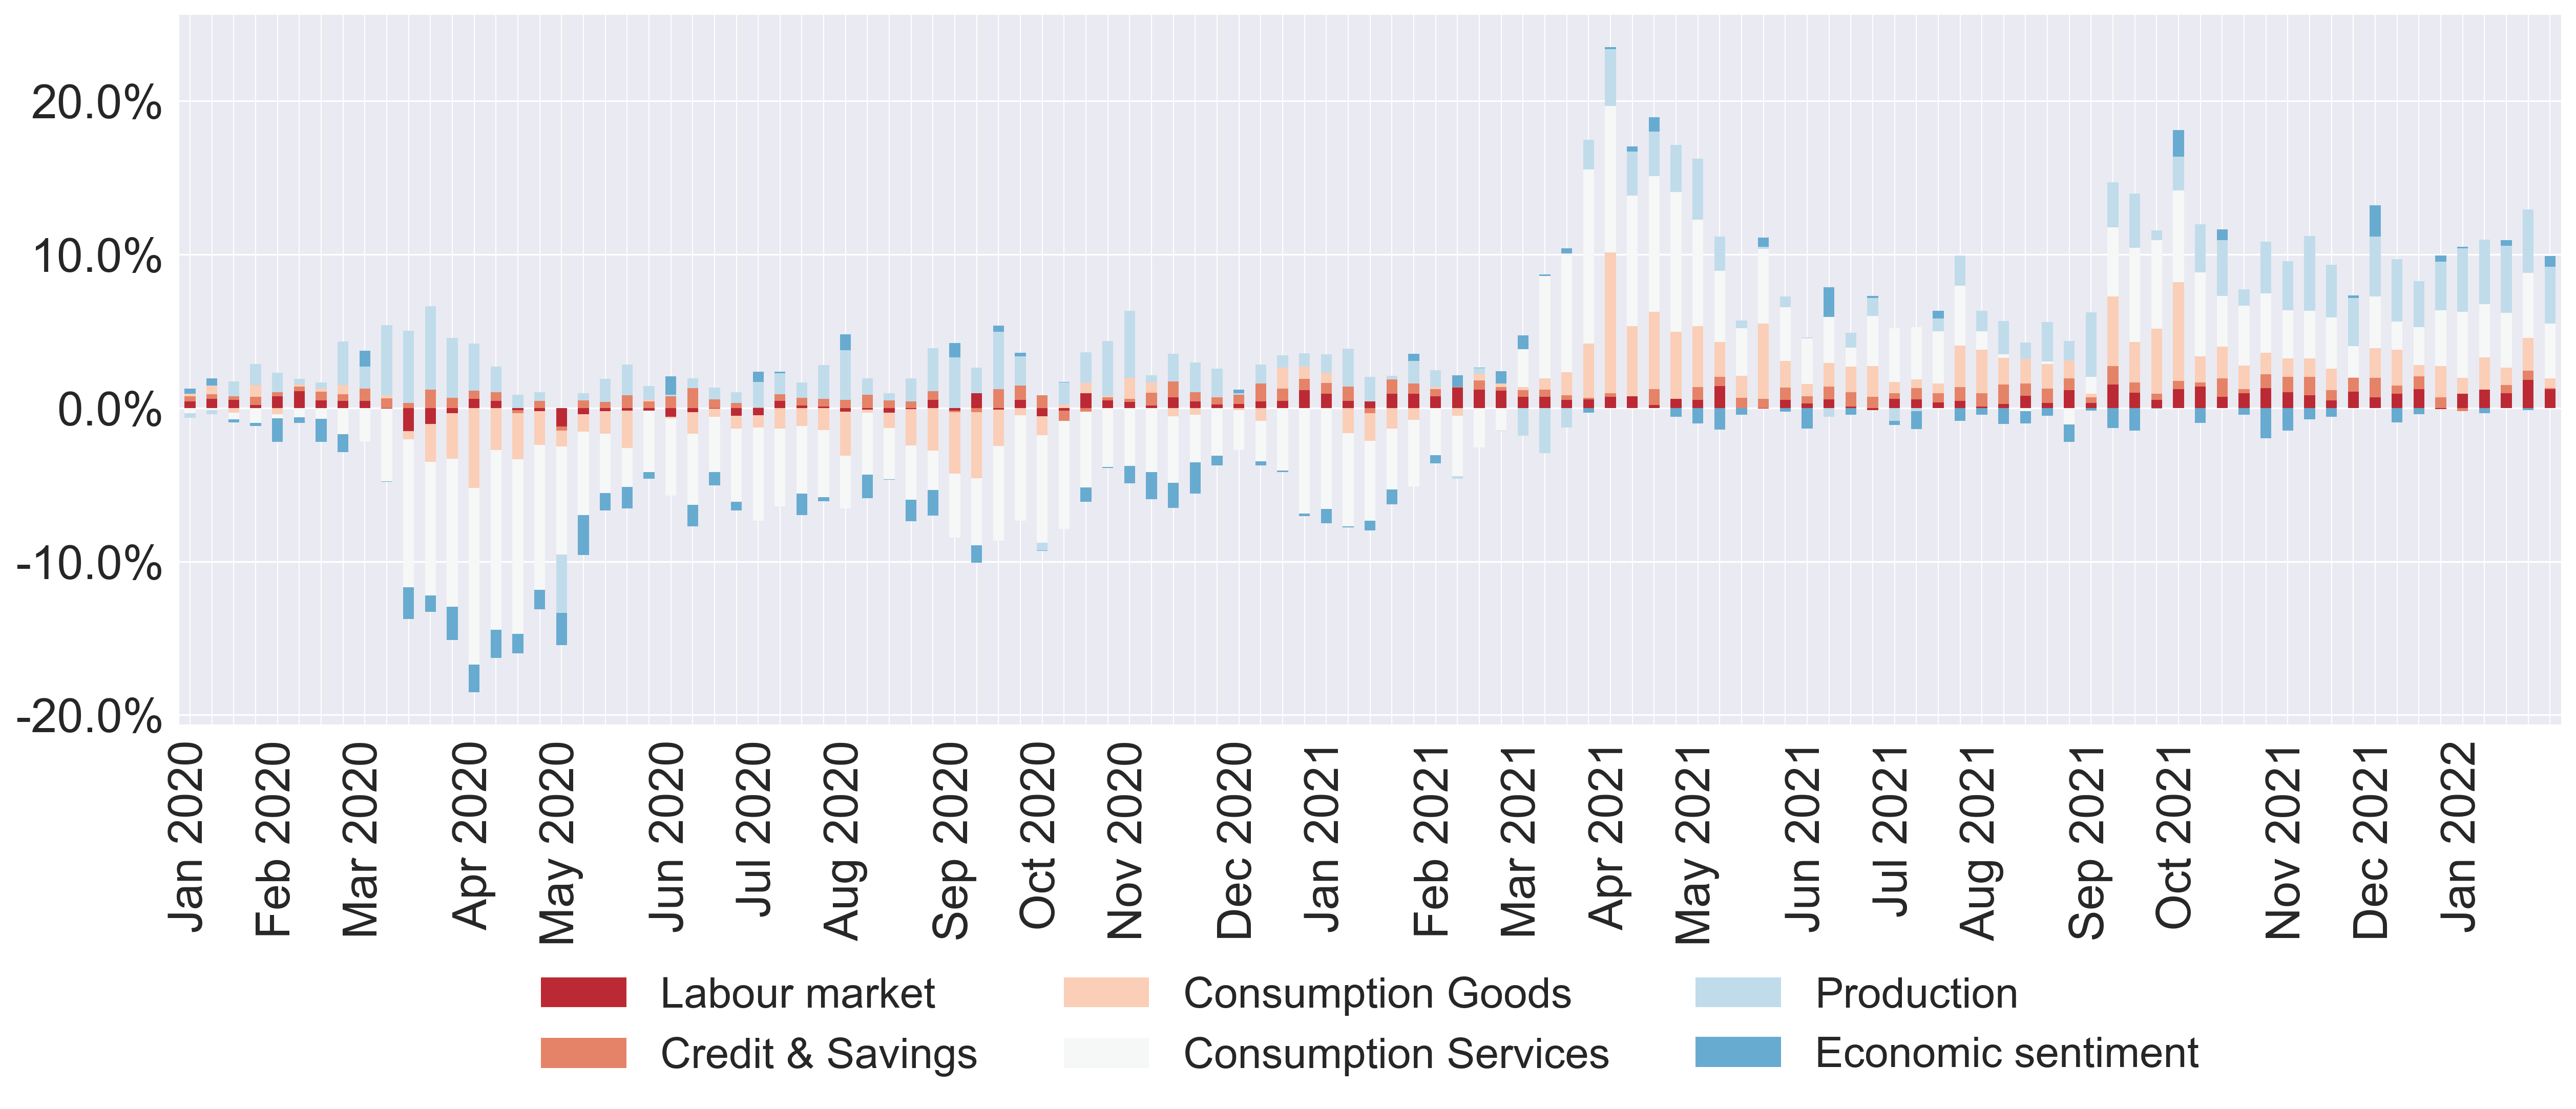 20.0%
10.0%
0.0%
-10.0%
-20.0%
Jan 2020
Feb 2020
Mar 2020
Apr 2020
May 2020
Jun 2020
Jul 2020
Aug 2020
Sep 2020
Oct 2020
Nov 2020
Dec 2020
Jan 2021
Feb 2021
Mar 2021
Apr 2021
May 2021
Jun 2021
Jul 2021
Aug 2021
Sep 2021
Oct 2021
Nov 2021
Dec 2021
Jan 2022
Labour market
Consumption Goods
Production
Credit & Savings
Consumption Services
Economic sentiment